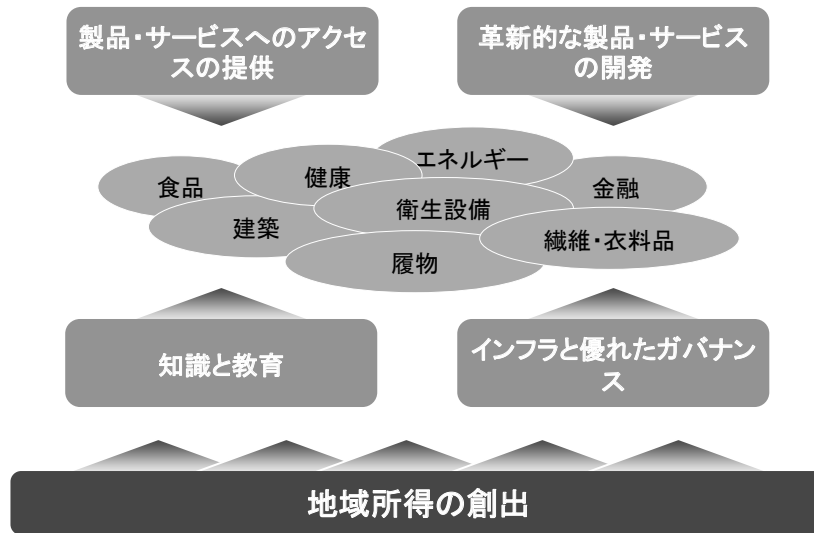 製品・サービスへのアクセ
スの提供
革新的な製品・サービス
の開発
エネルギー
健康
食品
金融
衛生設備
建築
繊維・衣料品
履物
知識と教育
インフラと優れたガバナン
ス
地域所得の創出